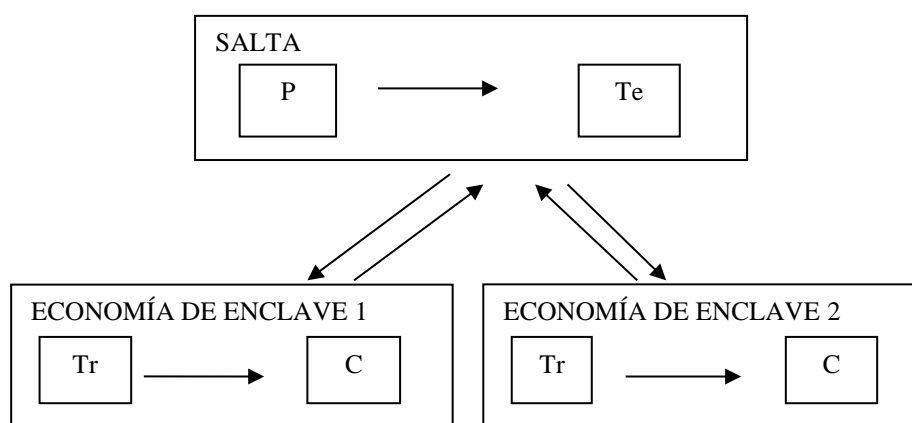 SALTA
P Te
ECONOMÍA DE ENCLAVE 1
Tr C
ECONOMÍA DE ENCLAVE 2
Tr C